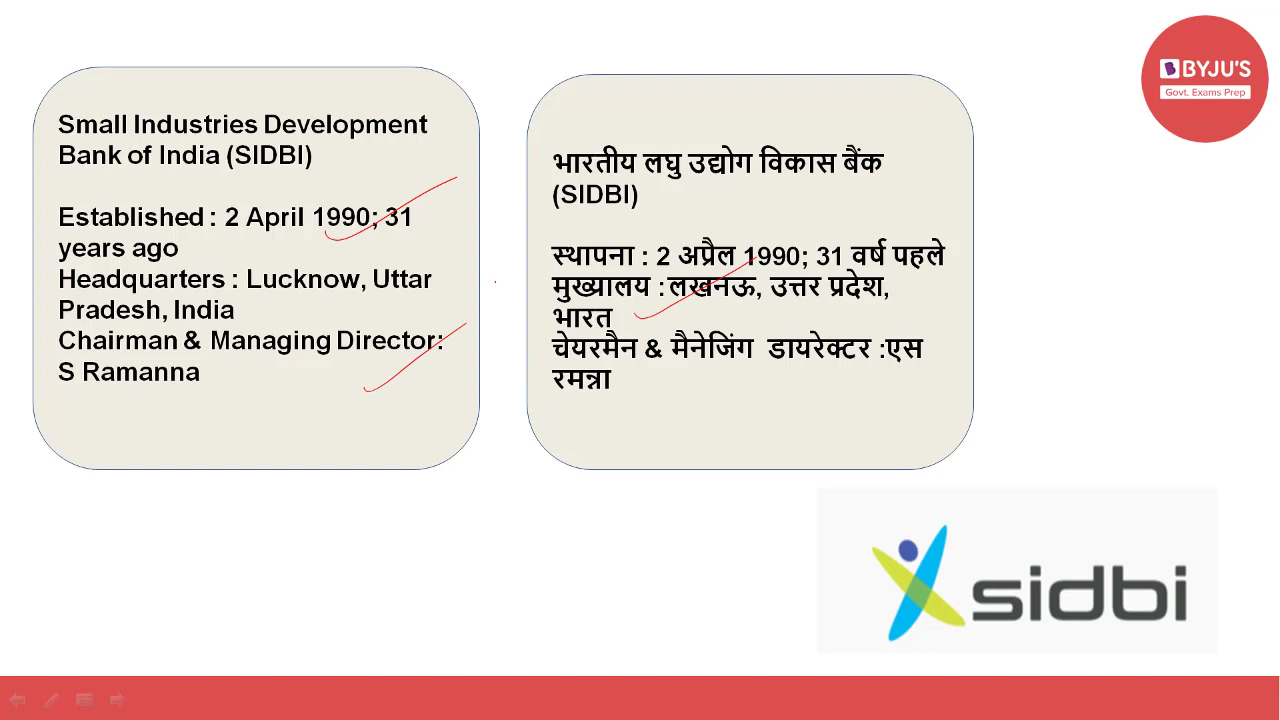 Small Industries Development
Bank of India (SIDBI)
Established : 2 April 1990; 31
years ago
Headquarters : Lucknow, Uttar
Pradesh, India
Chairman & Managing Director:
S Ramanna
भारतीय लघु उद्योग विकास बैंक
(SIDBI)
स्थापना : 2 अप्रैल 1990; 31 वर्ष पहले
मुख्यालय : लखनऊ, उत्तर प्रदेश,
भारत
चेयरमैन & मैनेजिंग डायरेक्टर :एस
रमन्ना
BYJU'S
Govt. Exams Prep
sidbi